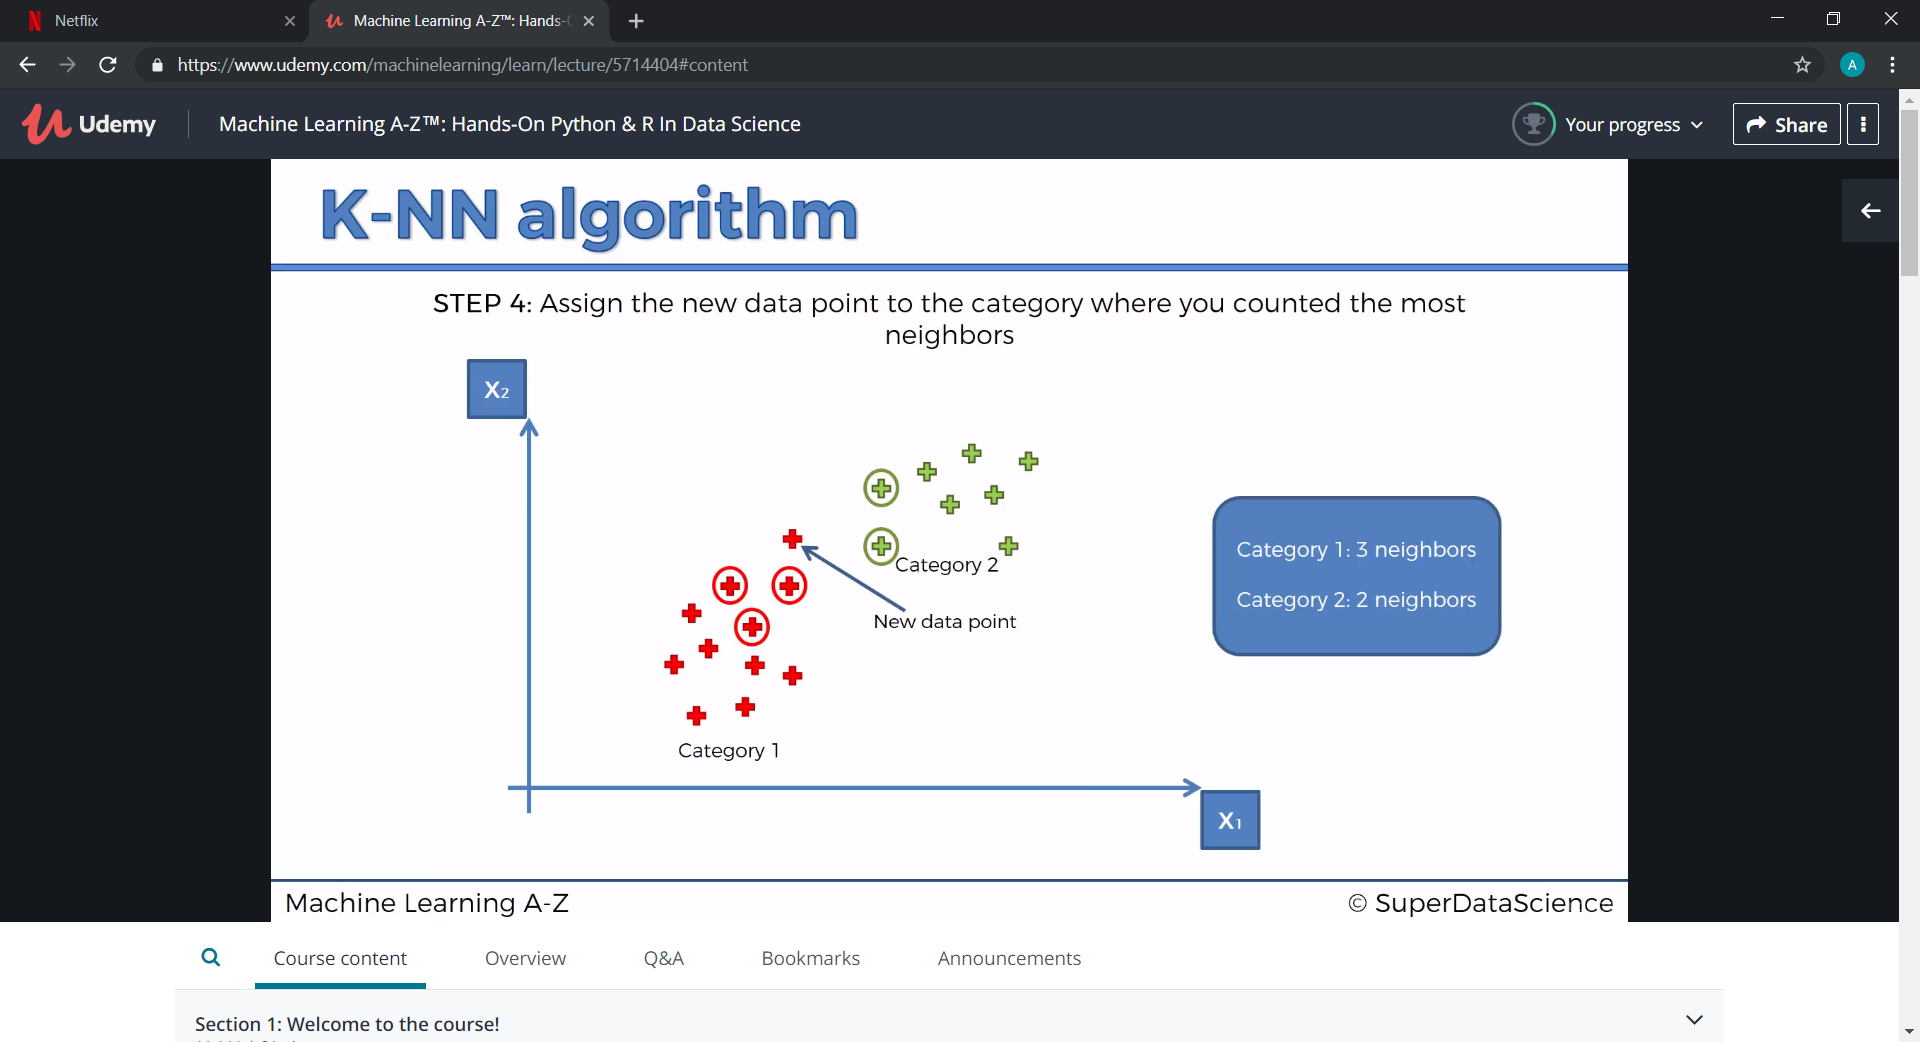 Netflix
Machine Learning A-Z™: Hands-
https://www.udemy.com/machinelearning/learn/lecture/5714404#content
A
Udemy
Machine Learning A-Z™: Hands-On Python & R In Data Science
Your progress
Share
K-NN algorithm
STEP 4: Assign the new data point to the category where you counted the most
neighbors
X2
Category 2
New data point
Category 1: 3 neighbors
Category 2: 2 neighbors
Category 1
X1
Machine Learning A-Z
© SuperDataScience
Course content
Overview
Q&A
Bookmarks
Announcements
Section 1: Welcome to the course!